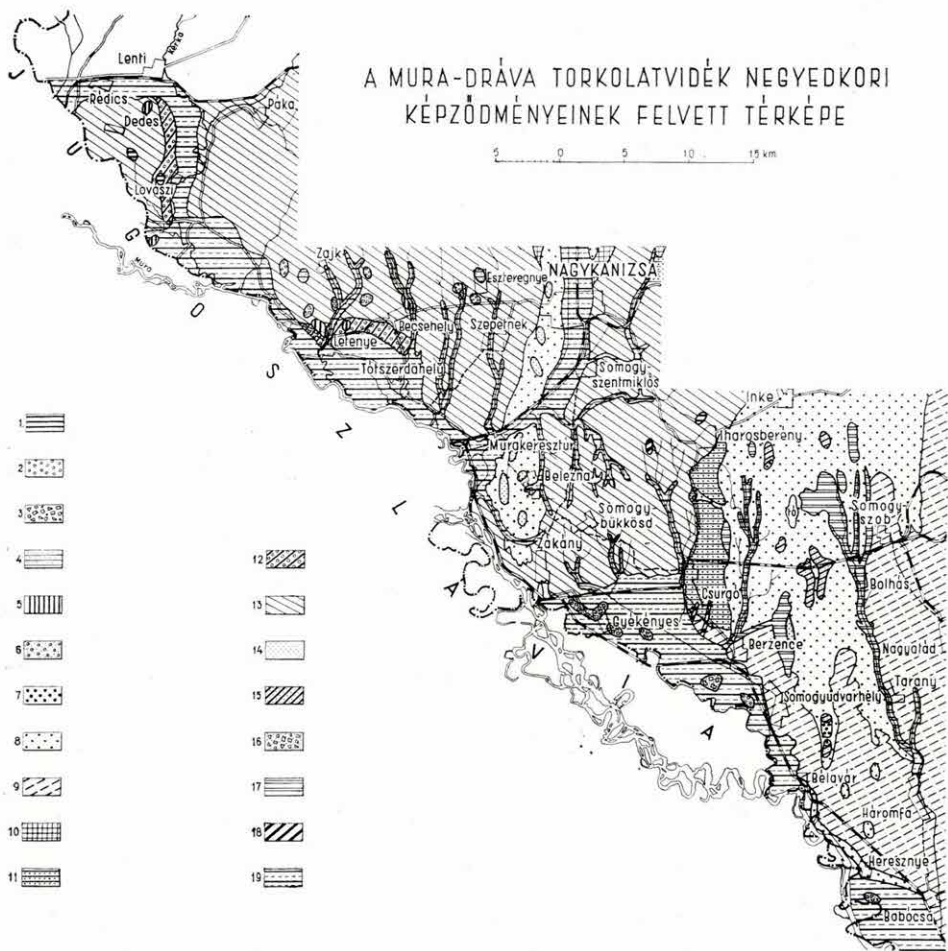 A MURA-DRÁVA TORKOLATVIDÉK NEGYEDKORI
KÉPZŐDMÉNYEINEK FELVETT TÉRKÉPE
5 0 5 10 15 km
Lenti
Kerka
Rédics
Dedes
Páka
Lovászi
Mura
Zajk
Eszteregnye
NAGYKANIZSA
Becsehely
Szepetnek
Letenye
Tótszerdahely
Somogy-
szentmiklós
Inke
Murakeresztúr
Iharosberény
Belezna
Somogy-
bükkösd
Somogy-
szob
Zákány
Bolhás
Csurgó
Gyékényes
Berzence
Nagyatád
Tarany
Somogyudvarhely
Bélavár
Háromfa
Heresznye
Babócsa
J U G O S Z L Á V I A
1
2
3
4
5
6
7
8
9
10
11
12
13
14
15
16
17
18
19